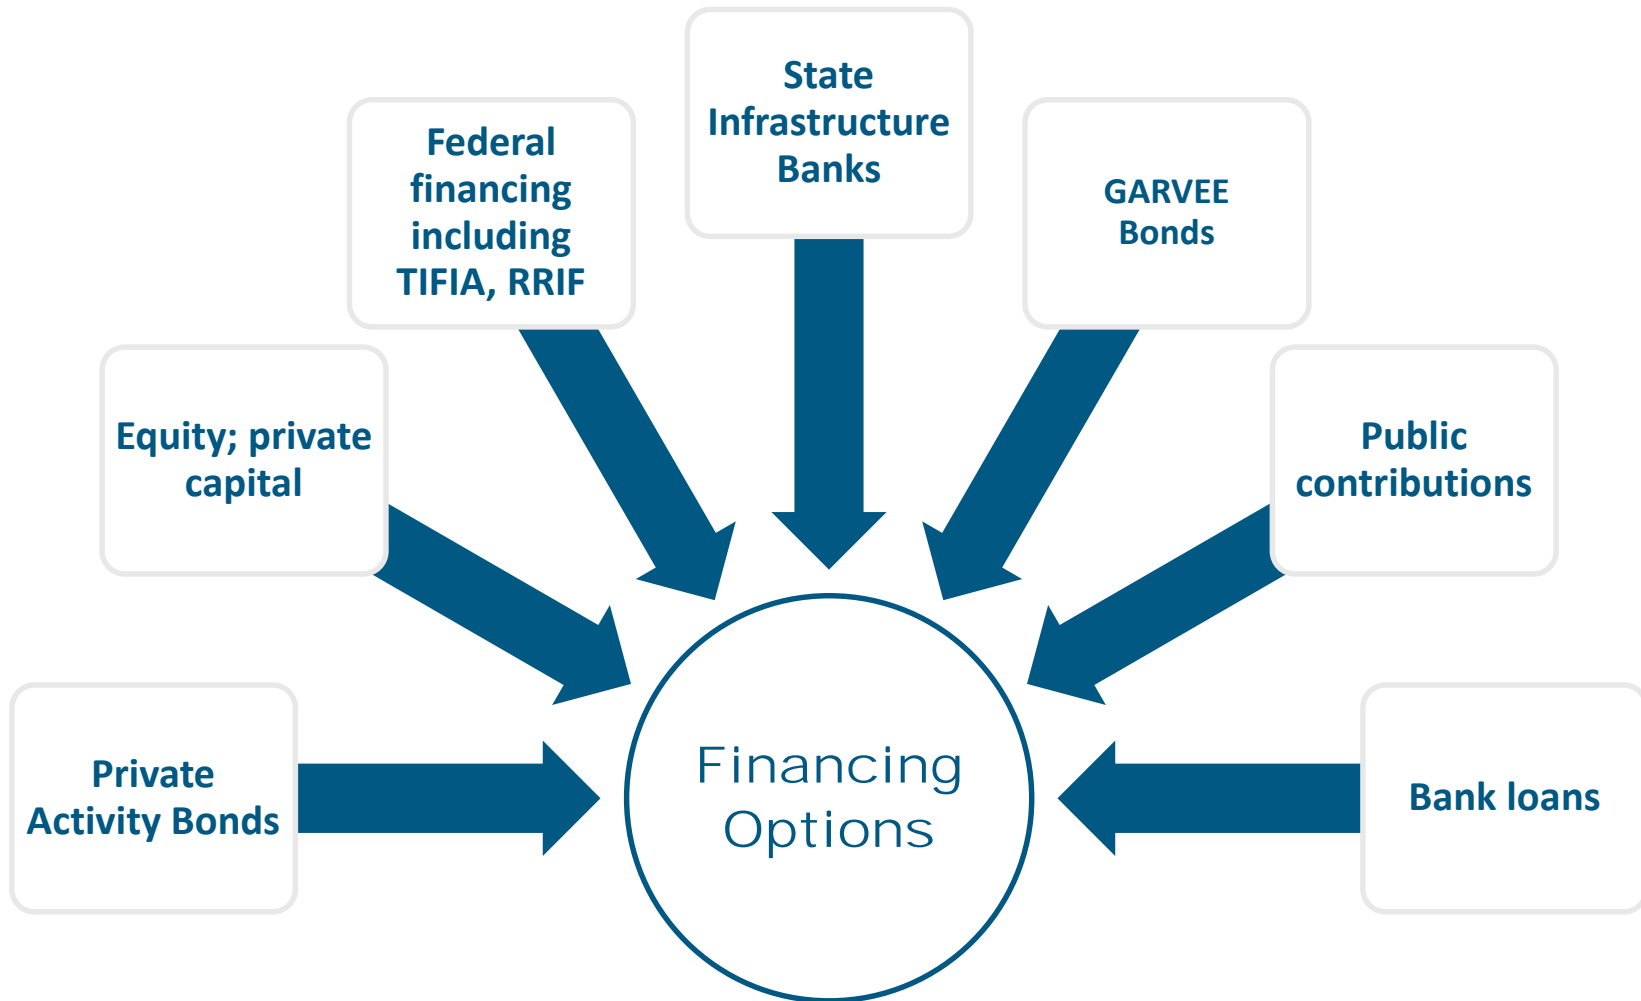 State
Infrastructure
Banks
Federal
financing
including
TIFIA, RRIF
GARVEE
Bonds
Equity; private
capital
Public
contributions
Private
Activity Bonds
Financing
Options
Bank loans